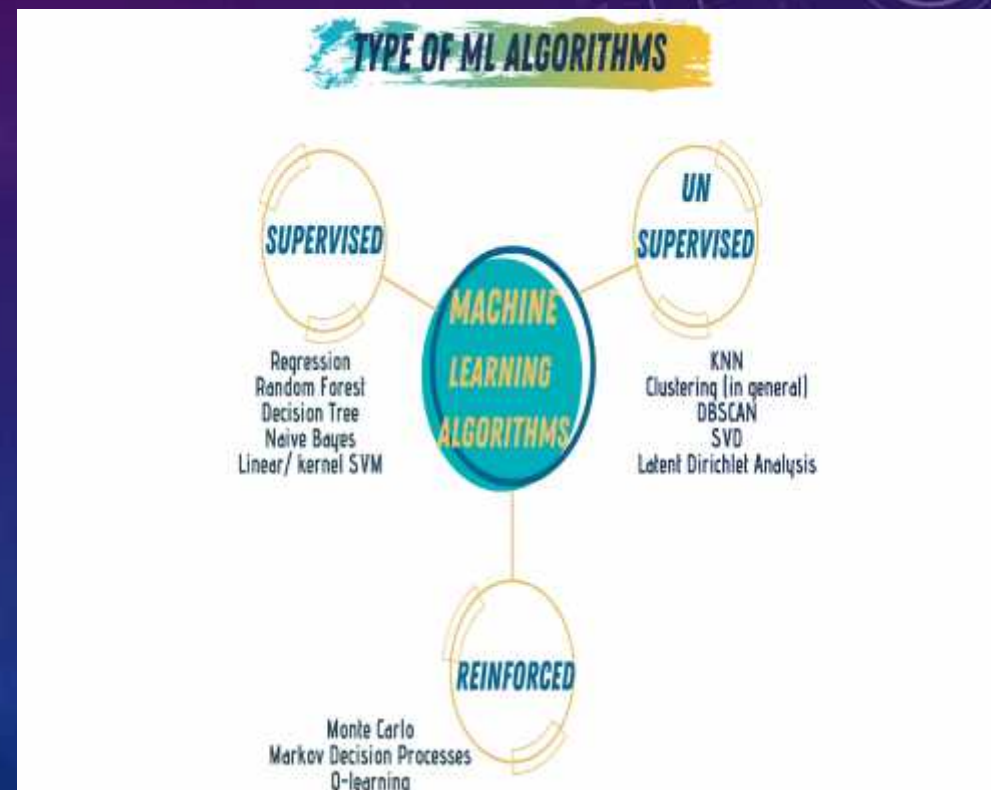 TYPE OF ML ALGORITHMS
SUPERVISED
Regression
Random Forest
Decision Tree
Naive Bayes
Linear/ kernel SVM
UN
SUPERVISED
KNN
Clustering (in general)
DBSCAN
SVD
Latent Dirichlet Analysis
MACHINE
LEARNING
ALGORITHMS
REINFORCED
Monte Carlo
Markov Decision Processes
Q-learning